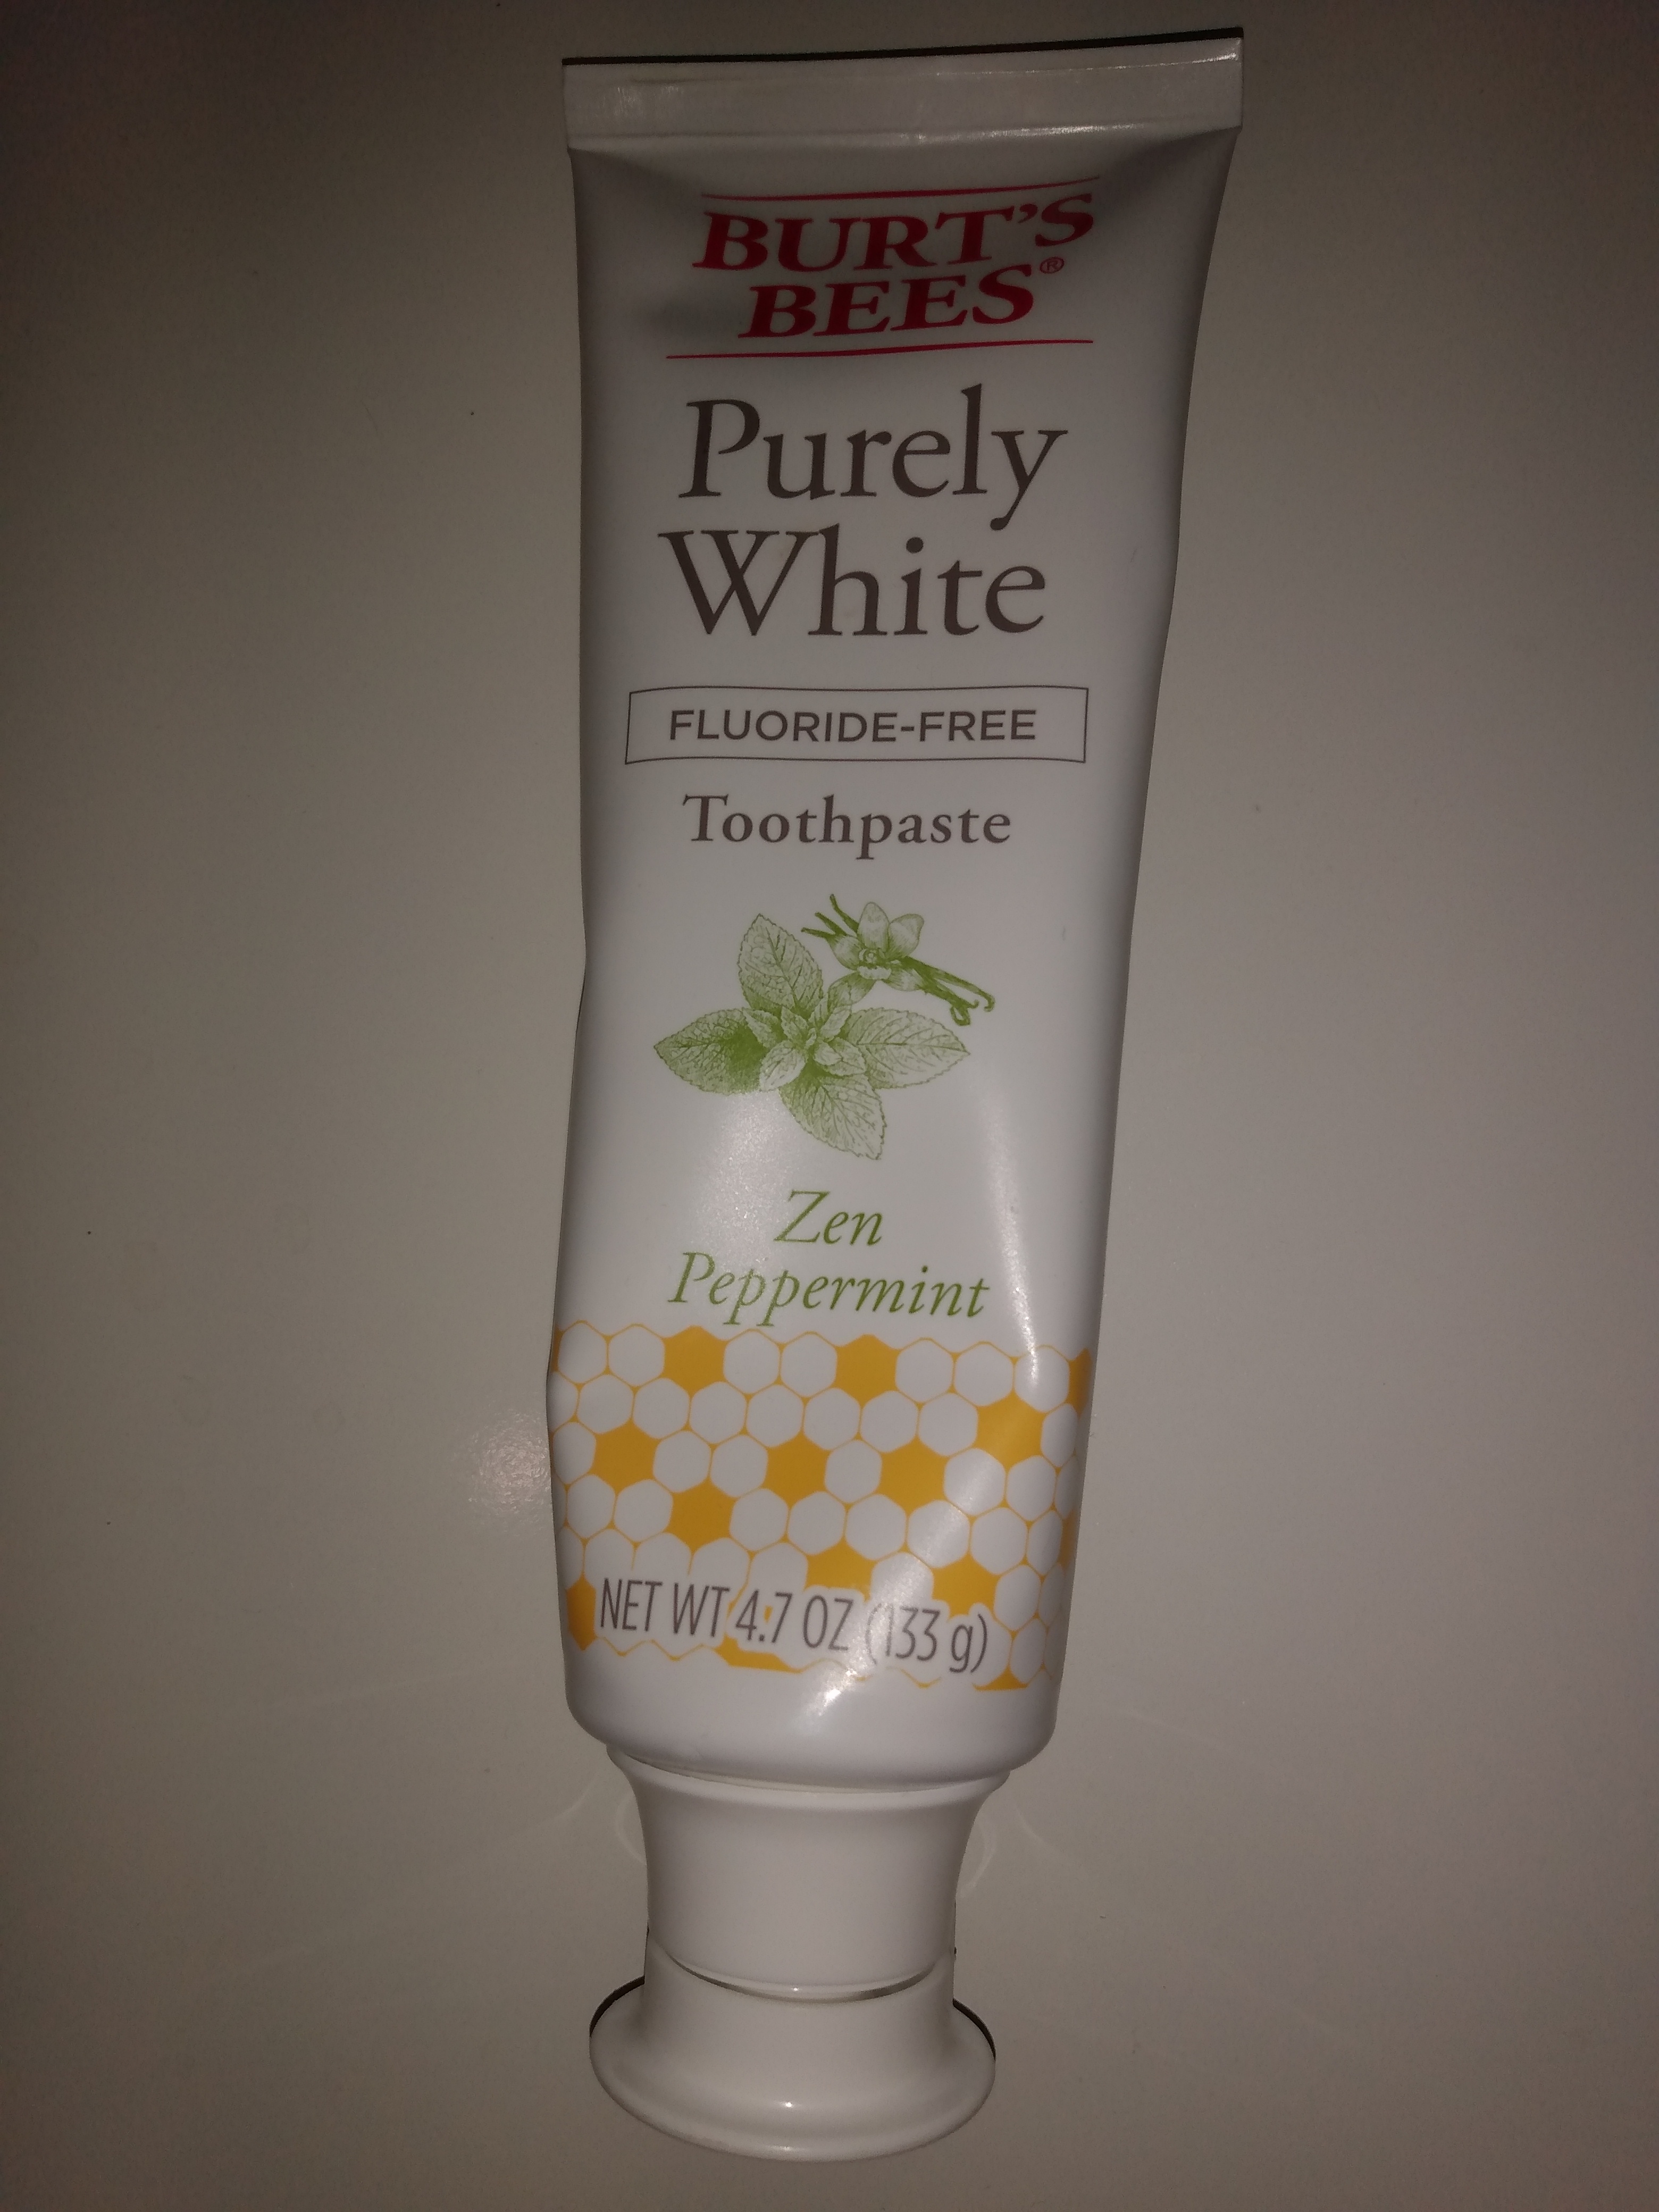 BURT'S
BEES®
Purely
White
FLUORIDE-FREE
Toothpaste
Zen
Peppermint
NET WT 4.7 OZ (133 g)